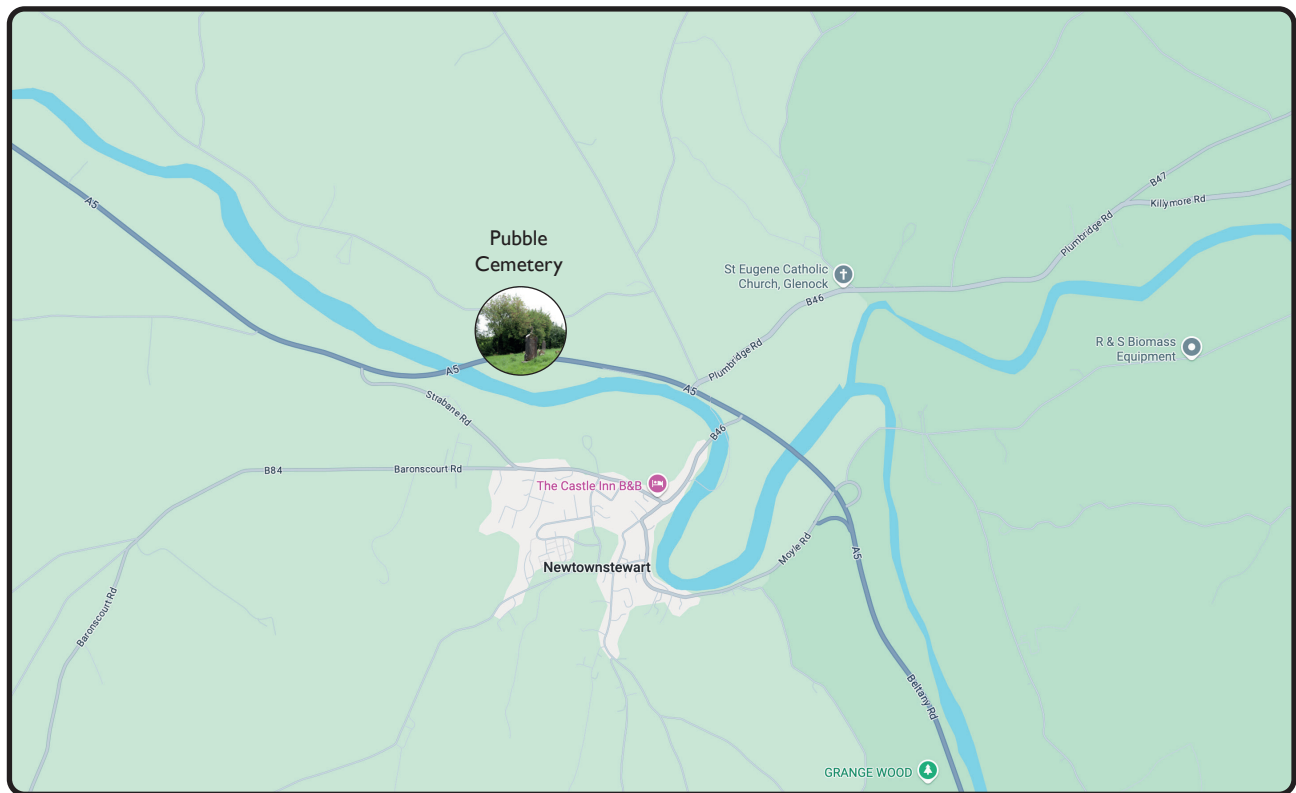 B47
Killymore Rd
Plumbridge Rd
A5
Pubble
Cemetery
St Eugene Catholic
Church, Glenock
B46
R & S Biomass
Equipment
Plumbridge Rd
A5
A5
Strabane Rd
B46
B84
Baronscourt Rd
The Castle Inn B&B
Moyle Rd
A5
Newtownstewart
Baronscourt Rd
Beltany Rd
GRANGE WOOD